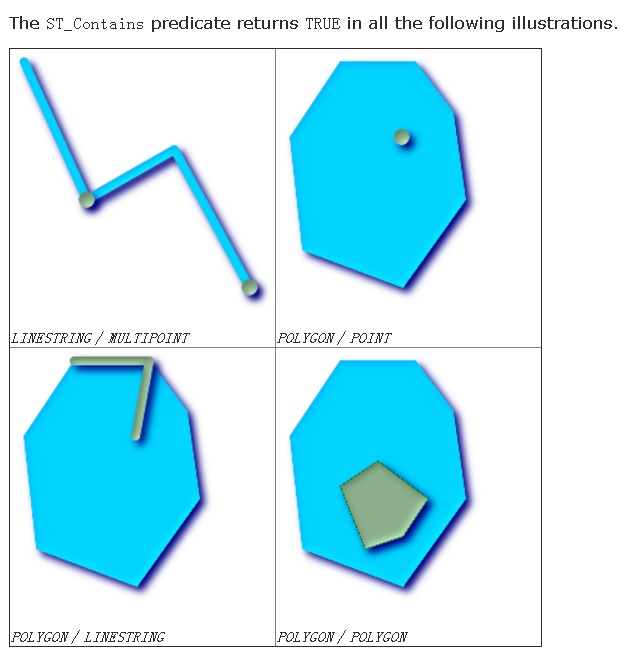 The ST_Contains predicate returns TRUE in all the following illustrations.
LINESTRING / MULTIPOINT
POLYGON / POINT
POLYGON / LINESTRING
POLYGON / POLYGON